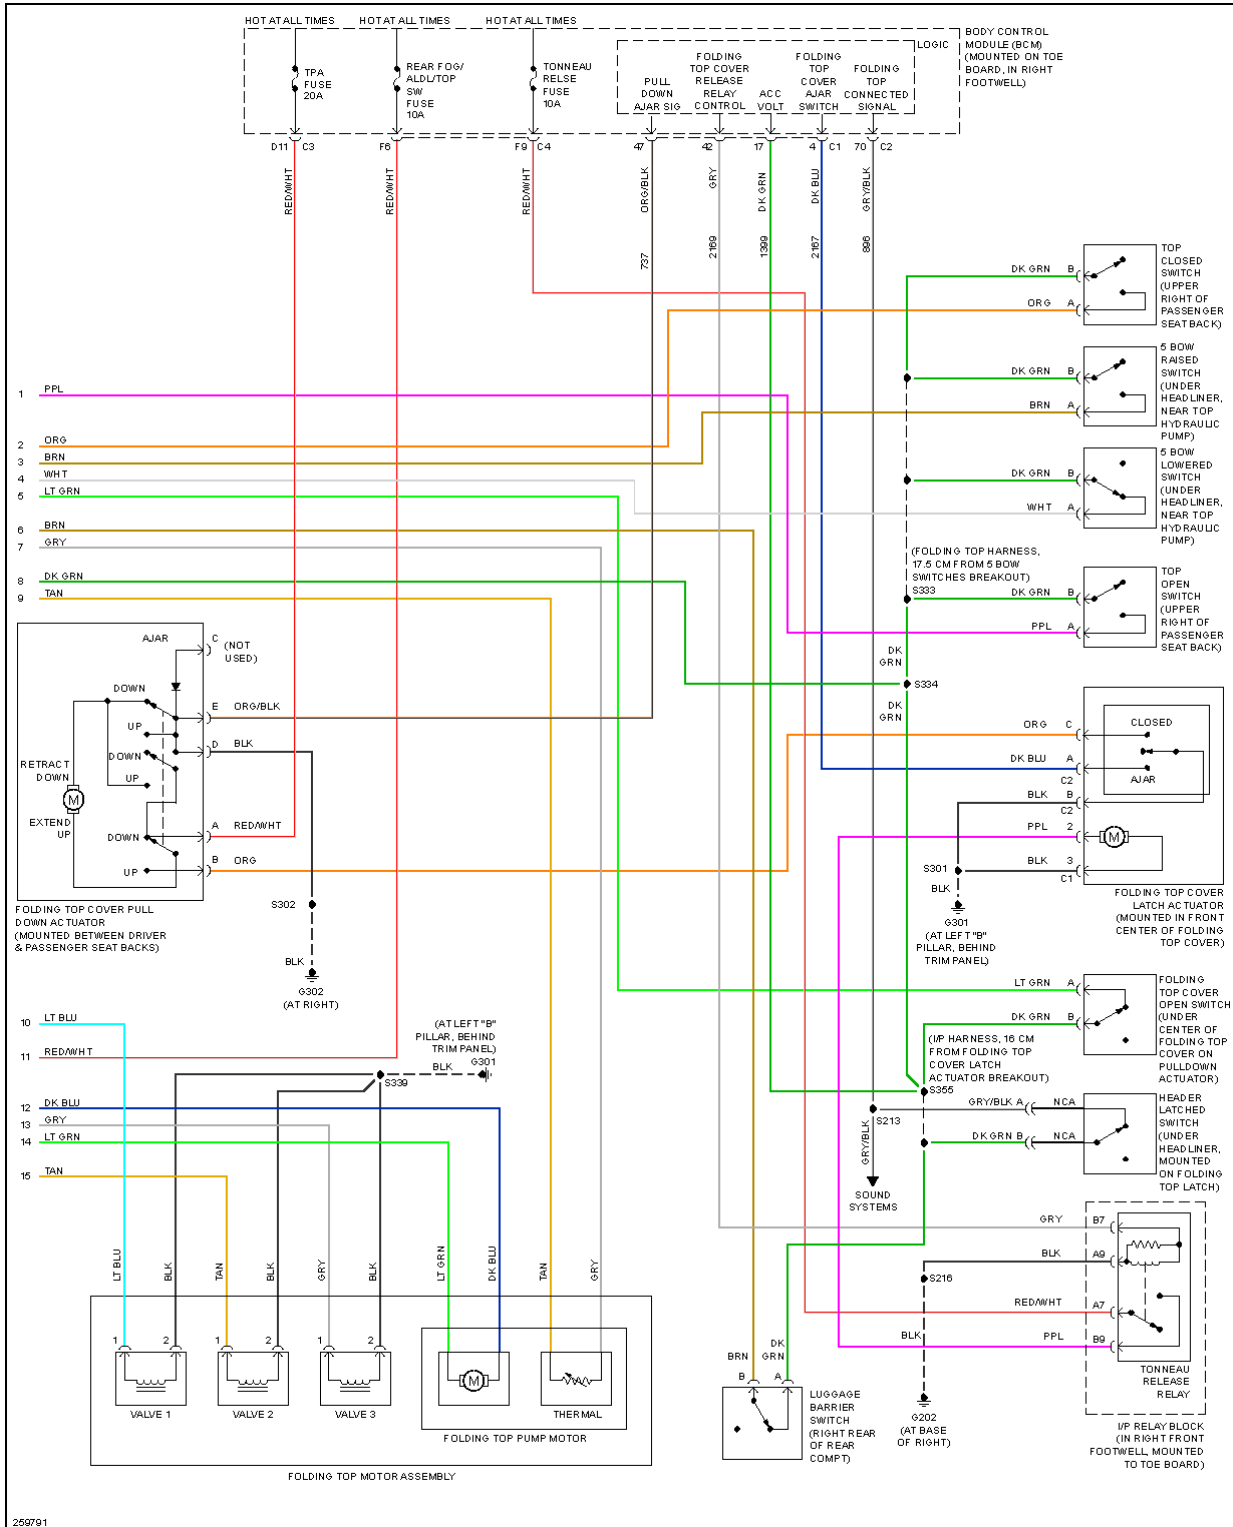 HOT AT ALL TIMES
HOT AT ALL TIMES
HOT AT ALL TIMES
TPA
FUSE
20A
REAR FOG/
ALDL/TOP
SW
FUSE
10A
TONNEAU
RELSE
FUSE
10A
PULL
DOWN
AJAR SIG
FOLDING
TOP COVER
RELEASE
RELAY
CONTROL
ACC
VOLT
FOLDING
TOP
COVER
AJAR
SWITCH
FOLDING
TOP
CONNECTED
SIGNAL
LOGIC
BODY CONTROL
MODULE (BCM)
(MOUNTED ON TOE
BOARD, IN RIGHT
FOOTWELL)
D11 C3
F6
F9 C4
47
42
17
4 C1
70 C2
RED/WHT
RED/WHT
RED/WHT
ORG/BLK
GRY
DK GRN
DK BLU
GRY/BLK
737
2169
1399
2167
896
DK GRN B
ORG A
TOP
CLOSED
SWITCH
(UPPER
RIGHT OF
PASSENGER
SEAT BACK)
DK GRN B
BRN A
5 BOW
RAISED
SWITCH
(UNDER
HEADLINER,
NEAR TOP
HYDRAULIC
PUMP)
DK GRN B
WHT A
5 BOW
LOWERED
SWITCH
(UNDER
HEADLINER,
NEAR TOP
HYDRAULIC
PUMP)
(FOLDING TOP HARNESS,
17.5 CM FROM 5 BOW
SWITCHES BREAKOUT)
S333
DK GRN B
PPL A
TOP
OPEN
SWITCH
(UPPER
RIGHT OF
PASSENGER
SEAT BACK)
1 PPL
2 ORG
3 BRN
4 WHT
5 LT GRN
6 BRN
7 GRY
8 DK GRN
9 TAN
DK
GRN
S334
DK
GRN
AJAR
C (NOT
USED)
DOWN
UP
DOWN
UP
RETRACT
DOWN
M
EXTEND
UP
DOWN
UP
E ORG/BLK
D BLK
A RED/WHT
B ORG
FOLDING TOP COVER PULL
DOWN ACTUATOR
(MOUNTED BETWEEN DRIVER
& PASSENGER SEAT BACKS)
S302
BLK
G302
(AT RIGHT)
ORG C
DK BLU A
C2
BLK B
C2
PPL 2
BLK 3
C1
CLOSED
AJAR
M
FOLDING TOP COVER
LATCH ACTUATOR
(MOUNTED IN FRONT
CENTER OF FOLDING
TOP COVER)
S301
BLK
G301
(AT LEFT "B"
PILLAR, BEHIND
TRIM PANEL)
LT GRN A
DK GRN B
FOLDING
TOP COVER
OPEN SWITCH
(UNDER
CENTER OF
FOLDING TOP
COVER ON
PULLDOWN
ACTUATOR)
(I/P HARNESS, 16 CM
FROM FOLDING TOP
COVER LATCH
ACTUATOR BREAKOUT)
S355
GRY/BLK A NCA
DK GRN B NCA
HEADER
LATCHED
SWITCH
(UNDER
HEADLINER,
MOUNTED
ON FOLDING
TOP LATCH)
S213
GRY/BLK
SOUND
SYSTEMS
10 LT BLU
11 RED/WHT
12 DK BLU
13 GRY
14 LT GRN
15 TAN
(AT LEFT "B"
PILLAR, BEHIND
TRIM PANEL)
G301
BLK
S339
GRY B7
BLK A9
RED/WHT A7
PPL B9
TONNEAU
RELEASE
RELAY
I/P RELAY BLOCK
(IN RIGHT FRONT
FOOTWELL, MOUNTED
TO TOE BOARD)
S216
BLK
G202
(AT BASE
OF RIGHT)
LT BLU
BLK
TAN
BLK
GRY
BLK
LT GRN
DK BLU
TAN
GRY
1 2
1 2
1 2
VALVE 1
VALVE 2
VALVE 3
M
THERMAL
FOLDING TOP PUMP MOTOR
FOLDING TOP MOTOR ASSEMBLY
BRN
B
DK
GRN
A
LUGGAGE
BARRIER
SWITCH
(RIGHT REAR
OF REAR
COMPT)
259791